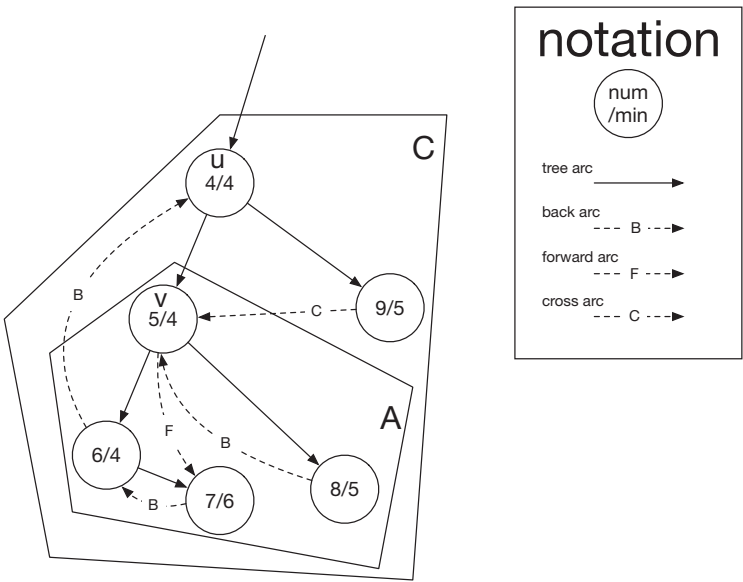 notation
num
/min
tree arc
back arc
B
forward arc
F
cross arc
C
C
u
4/4
B
v
5/4
C
9/5
A
F
B
6/4
7/6
8/5
B